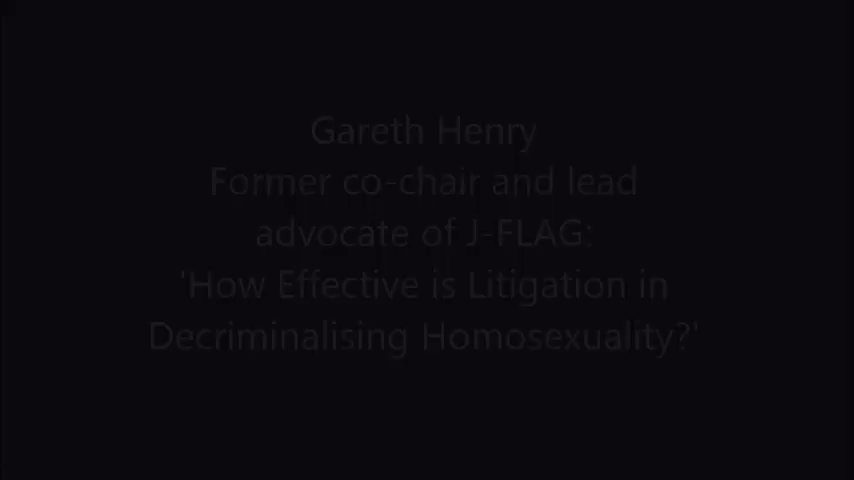 Gareth Henry
Former co-chair and lead
advocate of J-FLAG:
'How Effective is Litigation in
Decriminalising Homosexuality?'